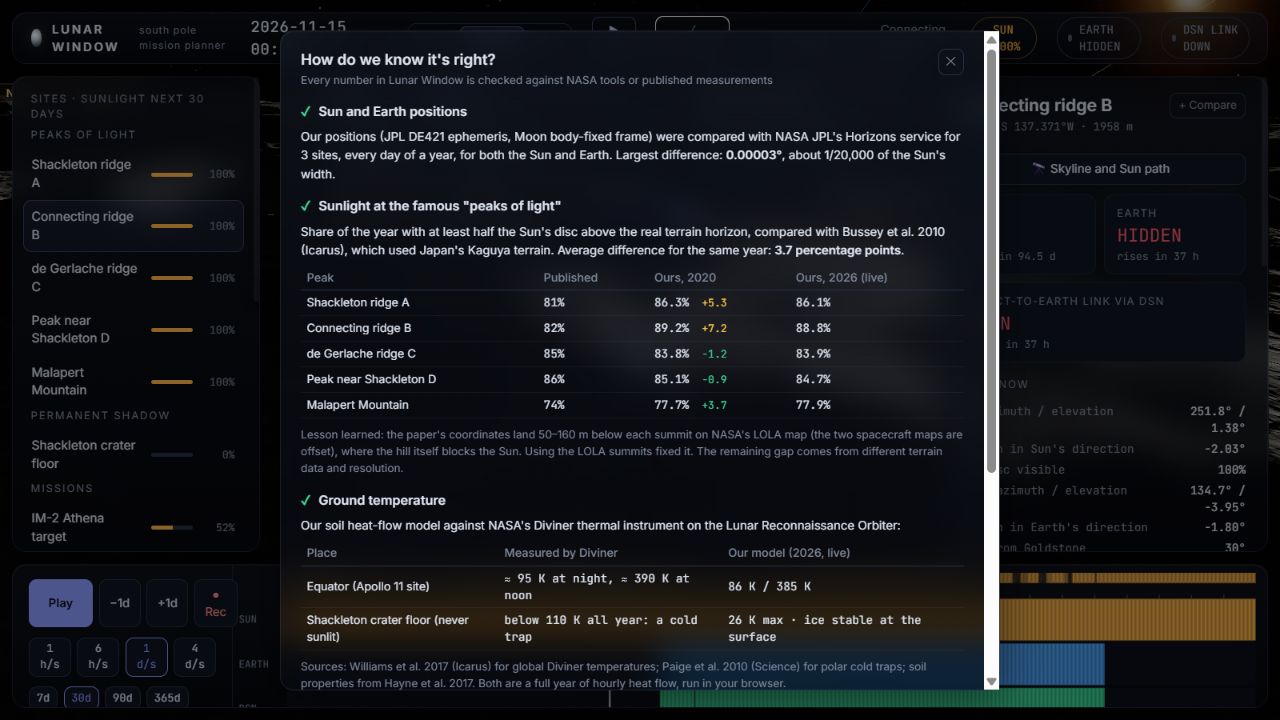 LUNAR
WINDOW
south pole
mission planner
2026-11-15
00:
Connecting
SUN
EARTH
HIDDEN
DSN LINK
DOWN
SITES · SUNLIGHT NEXT 30
DAYS
PEAKS OF LIGHT
Shackleton ridge
A
100%
Connecting ridge
B
100%
de Gerlache ridge
C
100%
Peak near
Shackleton D
100%
Malapert
Mountain
100%
PERMANENT SHADOW
Shackleton crater
floor
0%
MISSIONS
IM-2 Athena
target
52%
How do we know it's right?
Every number in Lunar Window is checked against NASA tools or published measurements
✓ Sun and Earth positions
Our positions (JPL DE421 ephemeris, Moon body-fixed frame) were compared with NASA JPL's Horizons service for
3 sites, every day of a year, for both the Sun and Earth. Largest difference: 0.00003°, about 1/20,000 of the Sun's
width.
✓ Sunlight at the famous "peaks of light"
Share of the year with at least half the Sun's disc above the real terrain horizon, compared with Bussey et al. 2010
(Icarus), which used Japan's Kaguya terrain. Average difference for the same year: 3.7 percentage points.
Peak Published Ours, 2020 Ours, 2026 (live)
Shackleton ridge A 81% 86.3% +5.3 86.1%
Connecting ridge B 82% 89.2% +7.2 88.8%
de Gerlache ridge C 85% 83.8% -1.2 83.9%
Peak near Shackleton D 86% 85.1% -0.9 84.7%
Malapert Mountain 74% 77.7% +3.7 77.9%
Lesson learned: the paper's coordinates land 50–160 m below each summit on NASA's LOLA map (the two spacecraft maps are
offset), where the hill itself blocks the Sun. Using the LOLA summits fixed it. The remaining gap comes from different terrain
data and resolution.
✓ Ground temperature
Our soil heat-flow model against NASA's Diviner thermal instrument on the Lunar Reconnaissance Orbiter:
Place Measured by Diviner Our model (2026, live)
Equator (Apollo 11 site) ≈ 95 K at night, ≈ 390 K at
noon 86 K / 385 K
Shackleton crater floor (never
sunlit) below 110 K all year: a cold
trap 26 K max · ice stable at the
surface
Sources: Williams et al. 2017 (Icarus) for global Diviner temperatures; Paige et al. 2010 (Science) for polar cold traps; soil
properties from Hayne et al. 2017. Both are a full year of hourly heat flow, run in your browser.
ecting ridge B
+ Compare
137.371°W · 1958 m
Skyline and Sun path
in 94.5 d
EARTH
HIDDEN
rises in 37 h
CT-TO-EARTH LINK VIA DSN
in 37 h
NOW
imuth / elevation 251.8° /
1.38°
n in Sun's direction -2.03°
sc visible 100%
zimuth / elevation 134.7° /
-3.95°
n in Earth's direction -1.80°
rom Goldstone 30°
Play
−1d
+1d
Rec
1
h/s
6
h/s
1
d/s
4
d/s
7d
30d
90d
365d
SUN
EARTH
DSN